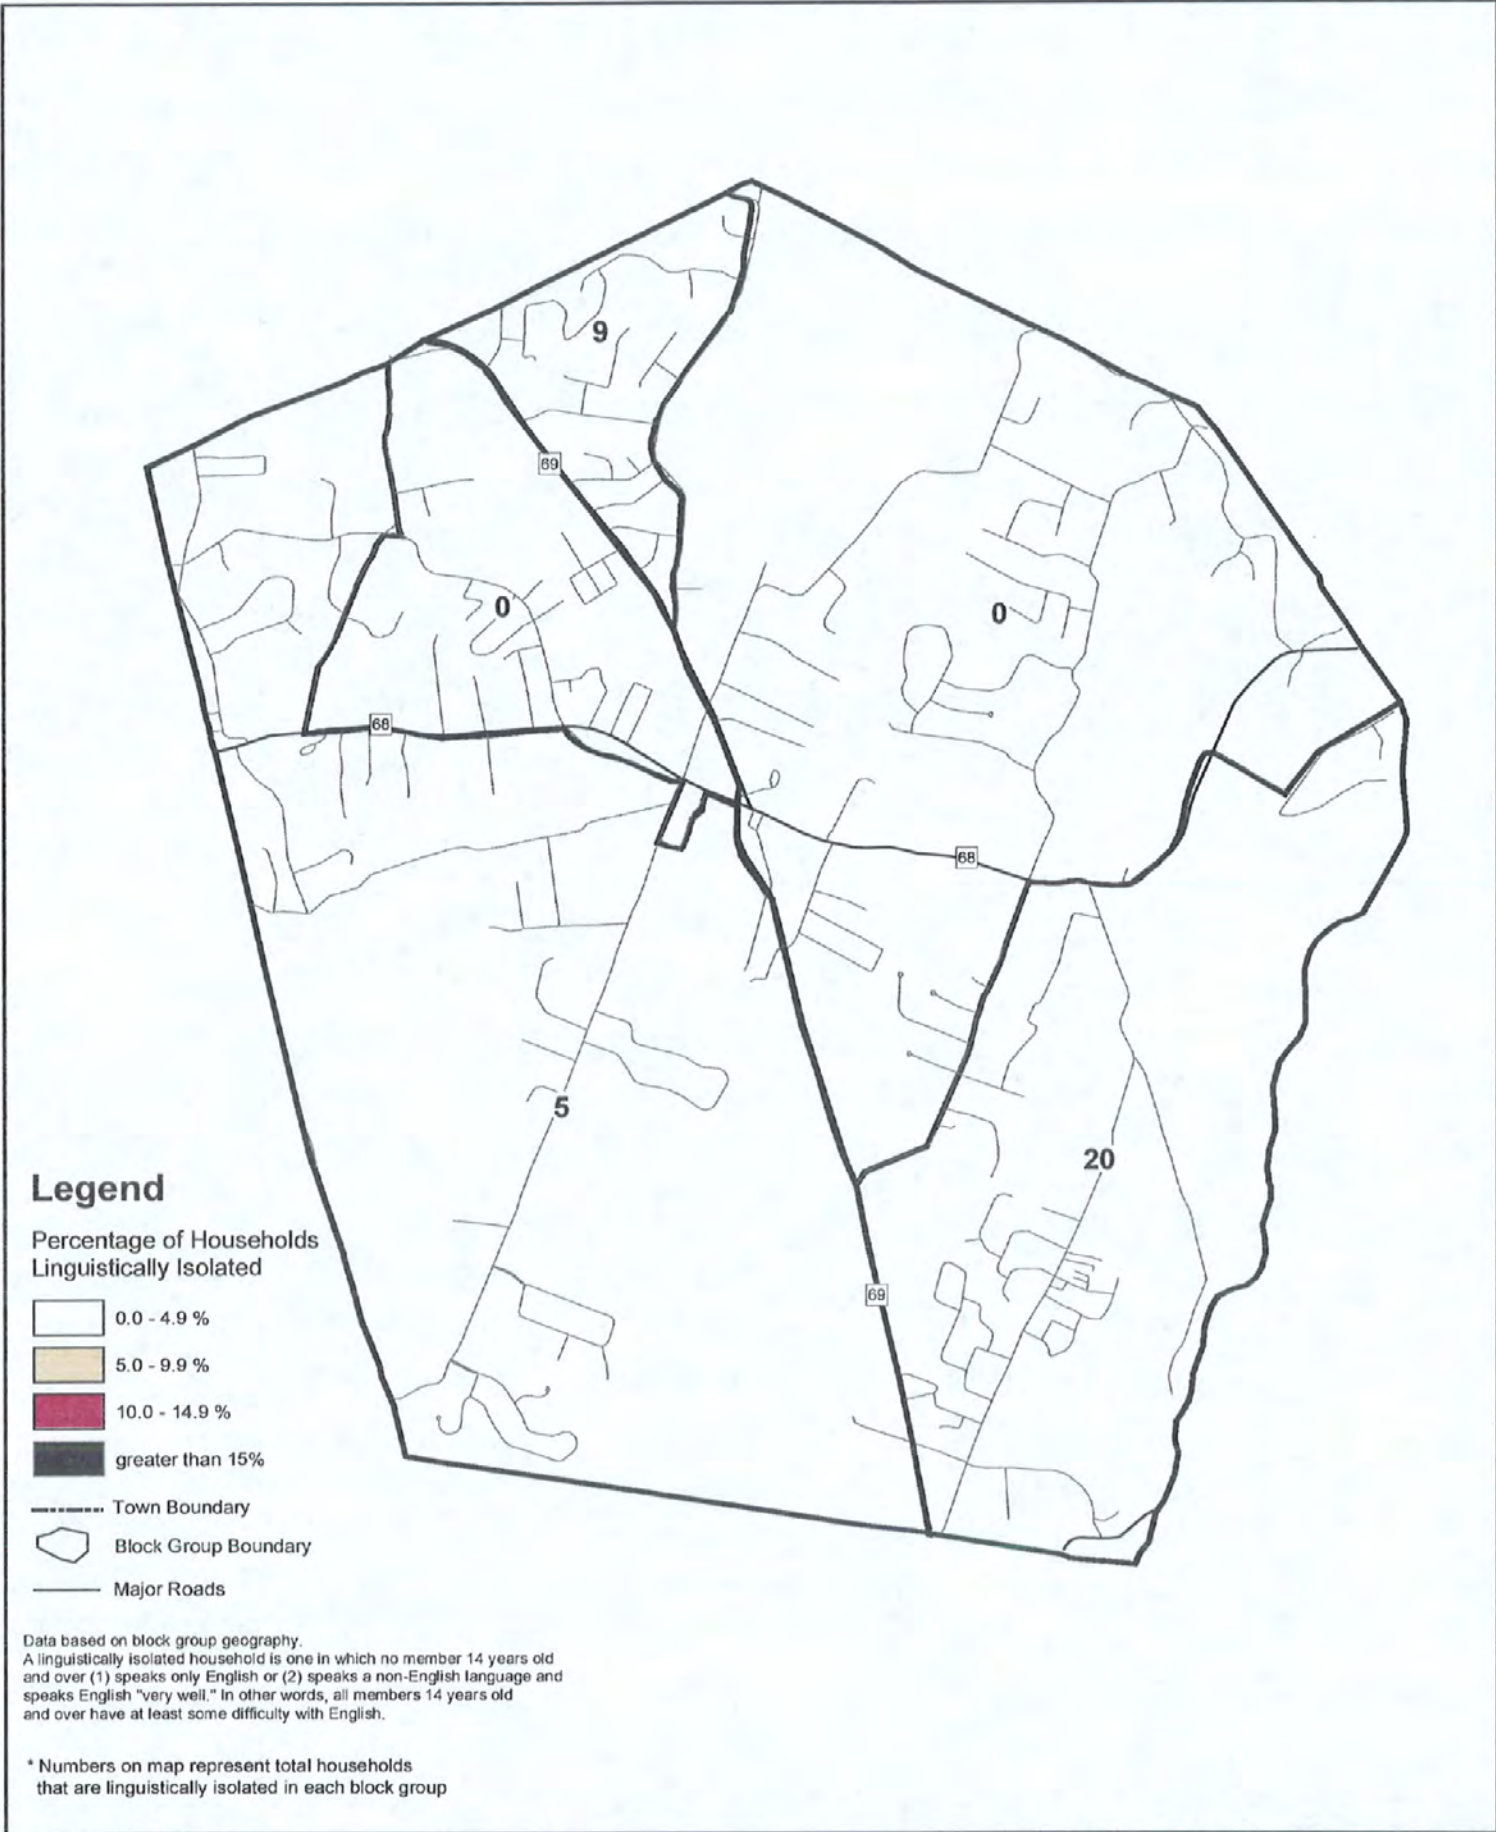 9
69
0
0
68
68
5
20
69
Legend
Percentage of Households
Linguistically Isolated
0.0 - 4.9 %
5.0 - 9.9 %
10.0 - 14.9 %
greater than 15%
Town Boundary
Block Group Boundary
Major Roads
Data based on block group geography.
A linguistically isolated household is one in which no member 14 years old
and over (1) speaks only English or (2) speaks a non-English language and
speaks English "very well." In other words, all members 14 years old
and over have at least some difficulty with English.
* Numbers on map represent total households
that are linguistically isolated in each block group